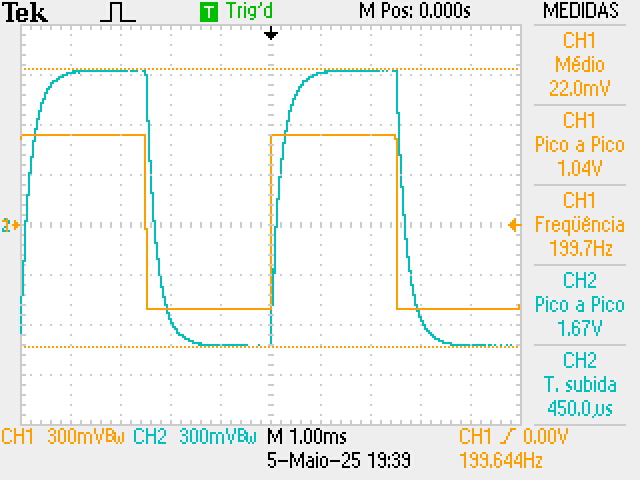 Tek T Trig'd M Pos: 0.000s MEDIDAS
CH1
Médio
22.0mV
CH1
Pico a Pico
1.04V
CH1
Freqüência
199.7Hz
CH2
Pico a Pico
1.67V
CH2
T. subida
450.0µs
2
CH1 300mVBw CH2 300mVBw M 1.00ms CH1 0.00V
5-Maio-25 19:39 199.644Hz